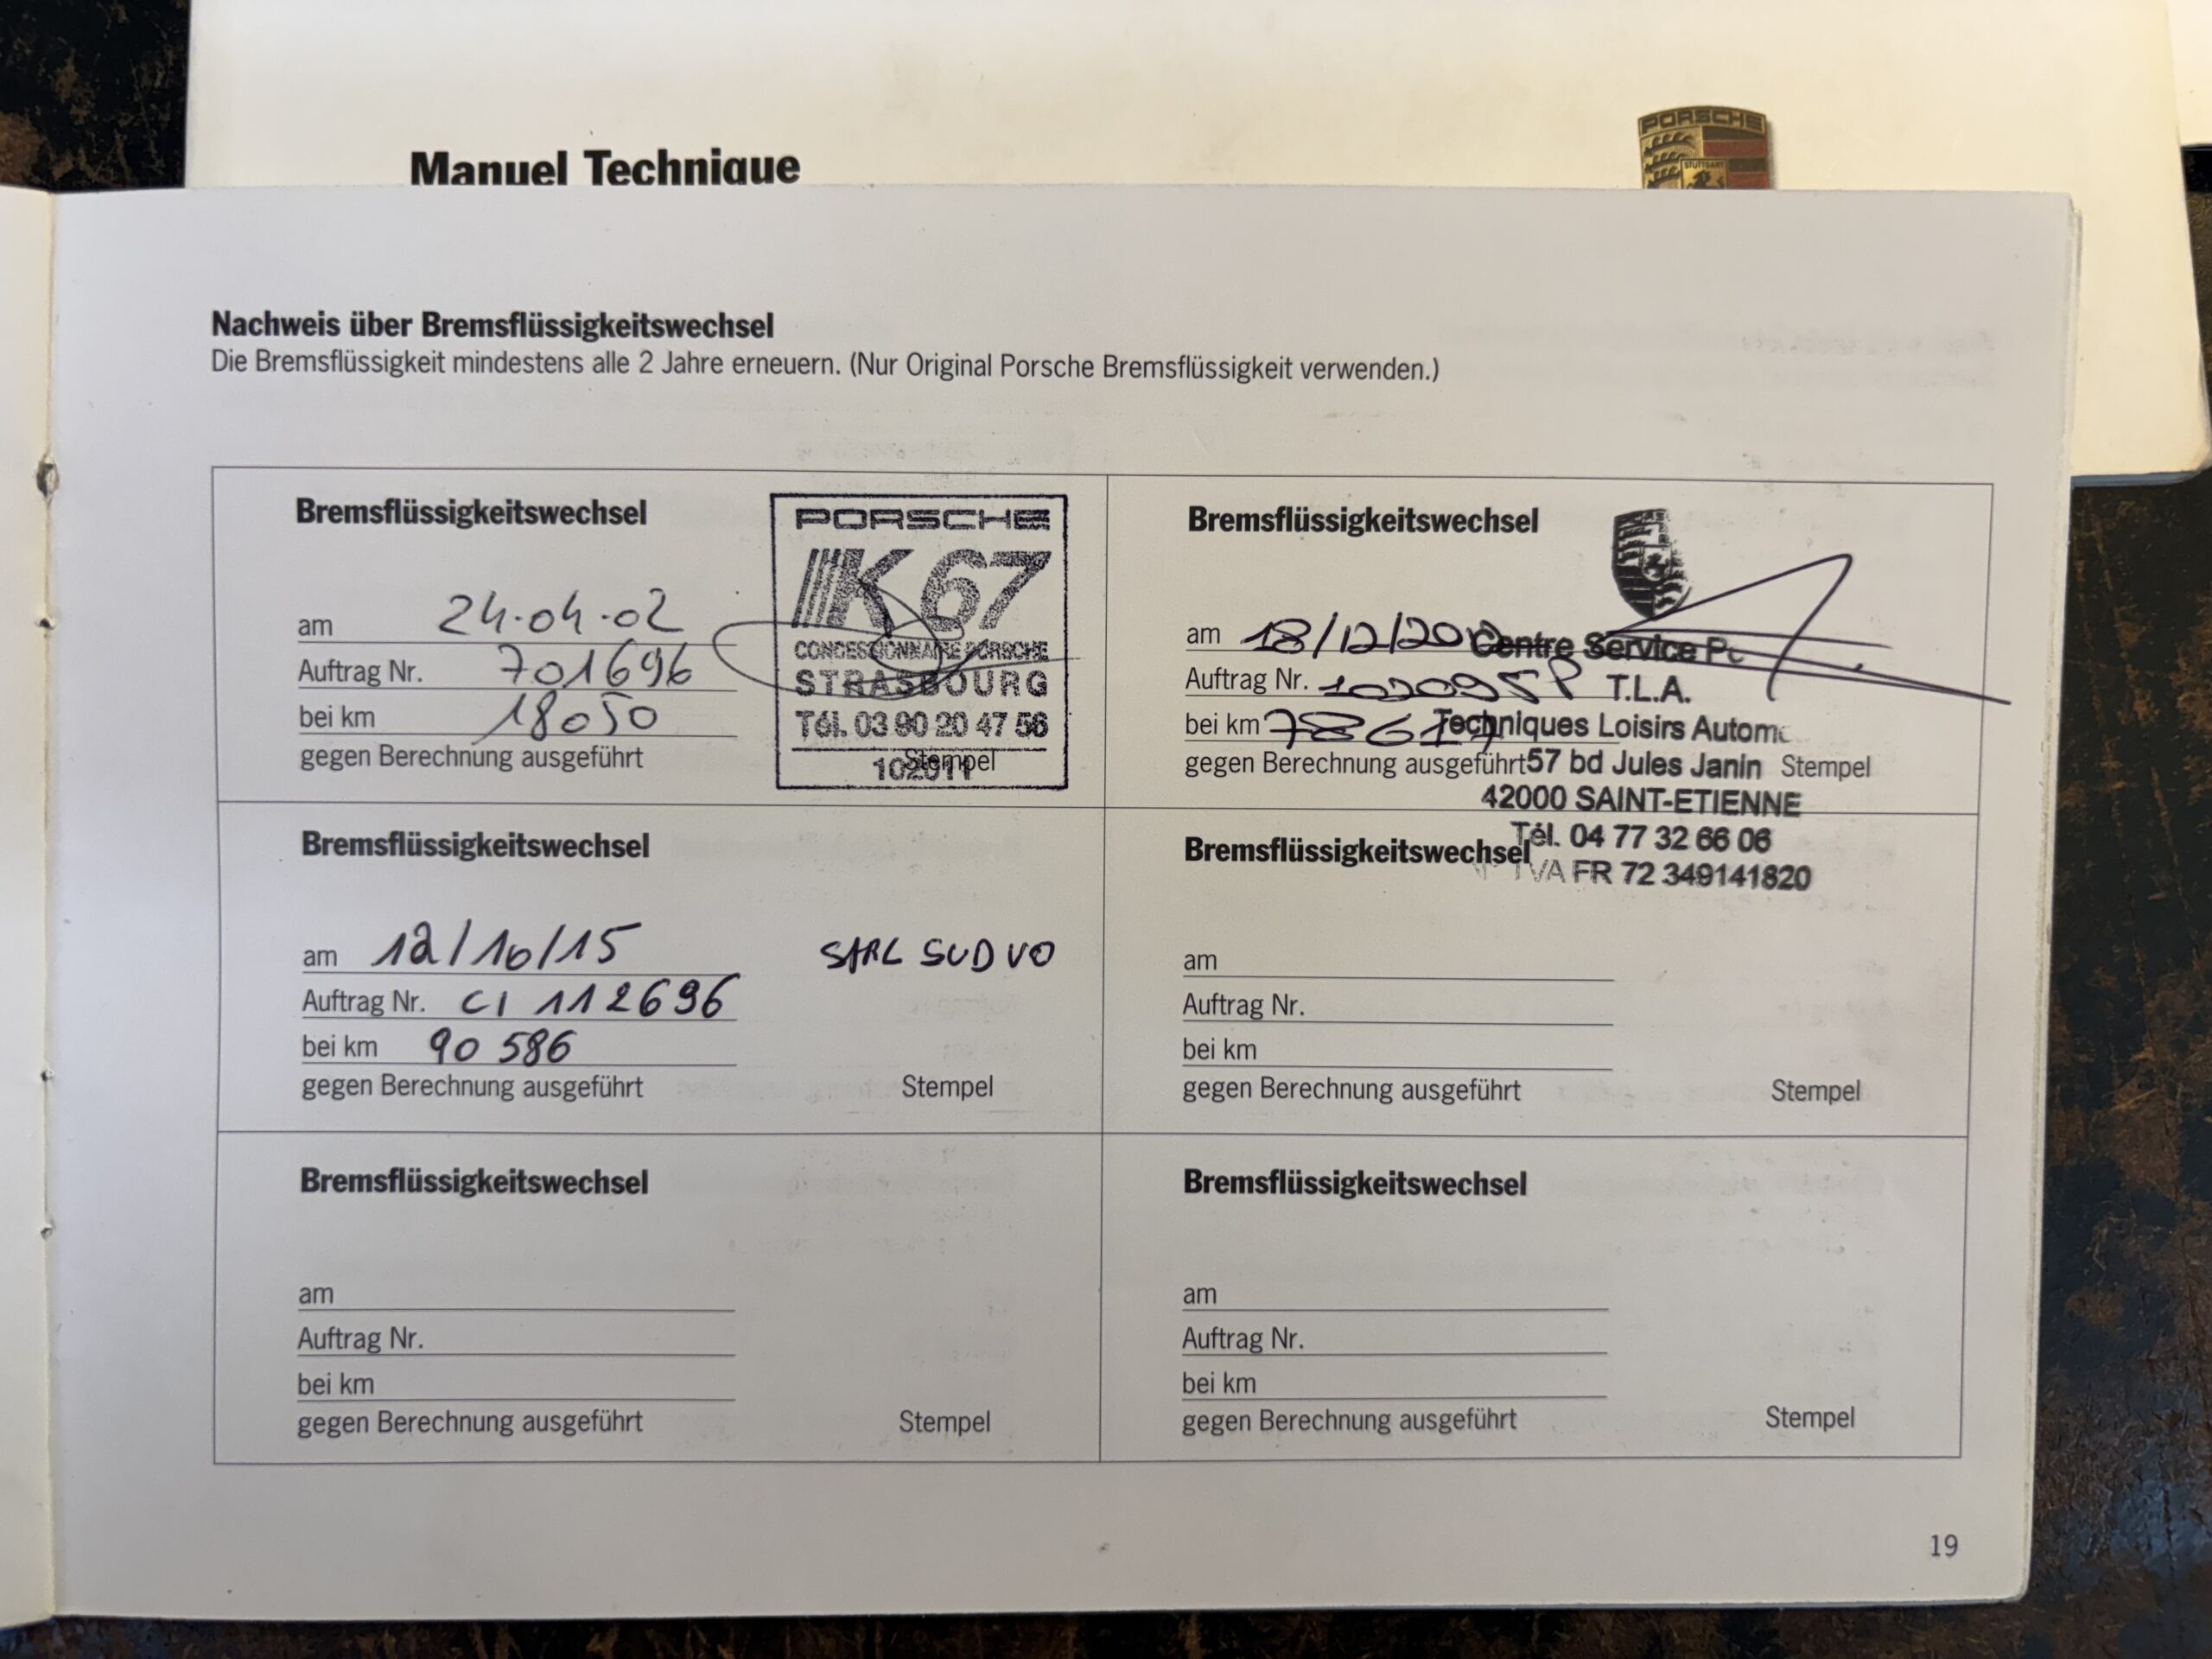 Manuel Technique
PORSCHE
STUTTGART
Nachweis über Bremsflüssigkeitswechsel
Die Bremsflüssigkeit mindestens alle 2 Jahre erneuern. (Nur Original Porsche Bremsflüssigkeit verwenden.)
Bremsflüssigkeitswechsel
am 24.04.02
Auftrag Nr. 701696
bei km 18050
gegen Berechnung ausgeführt
Stempel
PORSCHE
K 67
CONCESSIONNAIRE PORSCHE
STRASBOURG
Tél. 03 90 20 47 56
Bremsflüssigkeitswechsel
am 18/12/20
Auftrag Nr.
bei km
gegen Berechnung ausgeführt
Stempel
Centre Service
T.L.A.
Techniques Loisirs Autom
57 bd Jules Janin
42000 SAINT-ETIENNE
Tél. 04 77 32 66 06
TVA FR 72 349141820
Bremsflüssigkeitswechsel
am 12/10/15
Auftrag Nr. CI 112696
bei km 90 586
gegen Berechnung ausgeführt
SARL SUD VO
Stempel
Bremsflüssigkeitswechsel
am
Auftrag Nr.
bei km
gegen Berechnung ausgeführt
Stempel
Bremsflüssigkeitswechsel
am
Auftrag Nr.
bei km
gegen Berechnung ausgeführt
Stempel
Bremsflüssigkeitswechsel
am
Auftrag Nr.
bei km
gegen Berechnung ausgeführt
Stempel
19